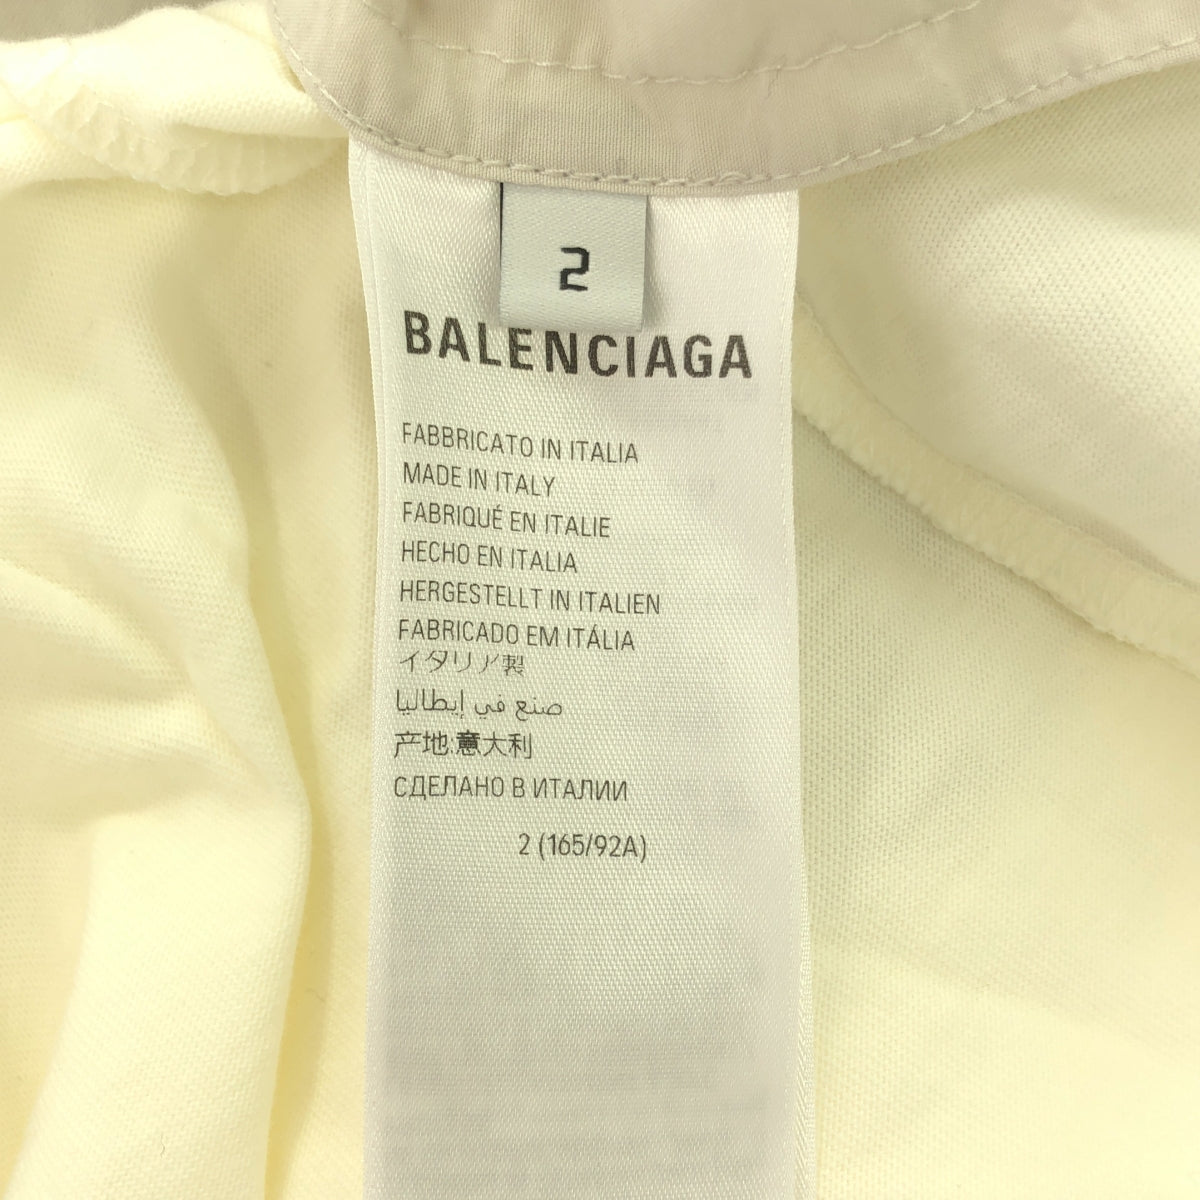 2
BALENCIAGA
FABBRICATO IN ITALIA
MADE IN ITALY
FABRIQUÉ EN ITALIE
HECHO EN ITALIA
HERGESTELLT IN ITALIEN
FABRICADO EM ITÁLIA
イタリア製
صنع في إيطاليا
产地:意大利
СДЕЛАНО В ИТАЛИИ
2 (165/92A)